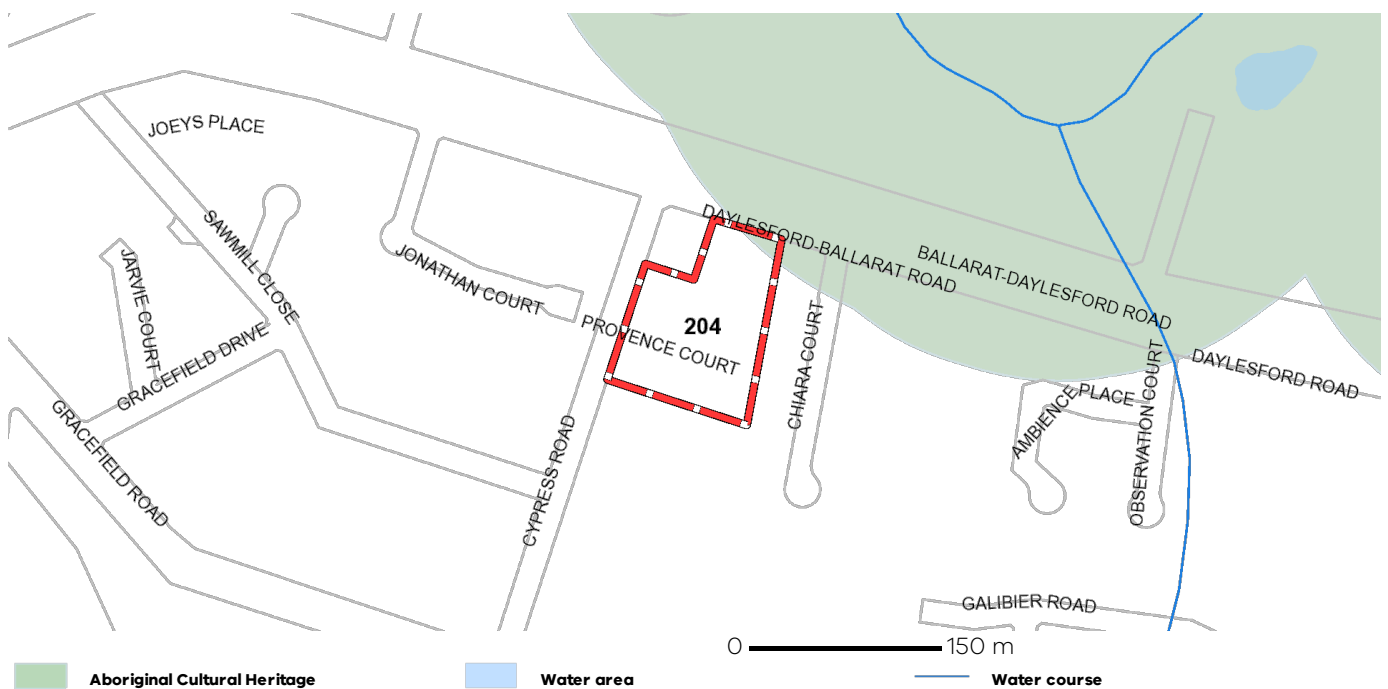 JOEYS PLACE
SAWMILL CLOSE
JARVIE COURT
JONATHAN COURT
GRACEFIELD DRIVE
GRACEFIELD ROAD
CYPRESS ROAD
DAYLESFORD-BALLARAT ROAD
BALLARAT-DAYLESFORD ROAD
204
PROVENCE COURT
CHIARA COURT
DAYLESFORD ROAD
AMBIENCE PLACE
OBSERVATION COURT
GALIBIER ROAD
0 150 m
Aboriginal Cultural Heritage
Water area
Water course